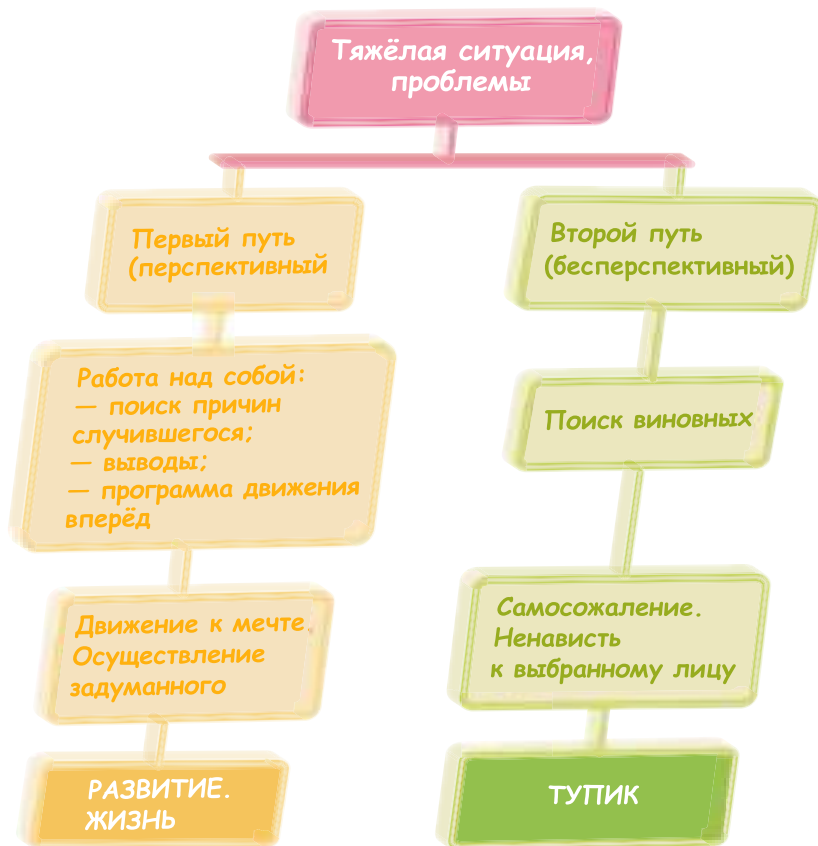 Тяжёлая ситуация,
проблемы
Первый путь
(перспективный
Работа над собой:
— поиск причин
случившегося;
— выводы;
— программа движения
вперёд
Движение к мечте.
Осуществление
задуманного
РАЗВИТИЕ.
ЖИЗНЬ
Второй путь
(бесперспективный)
Поиск виновных
Самосожаление.
Ненависть
к выбранному лицу
ТУПИК